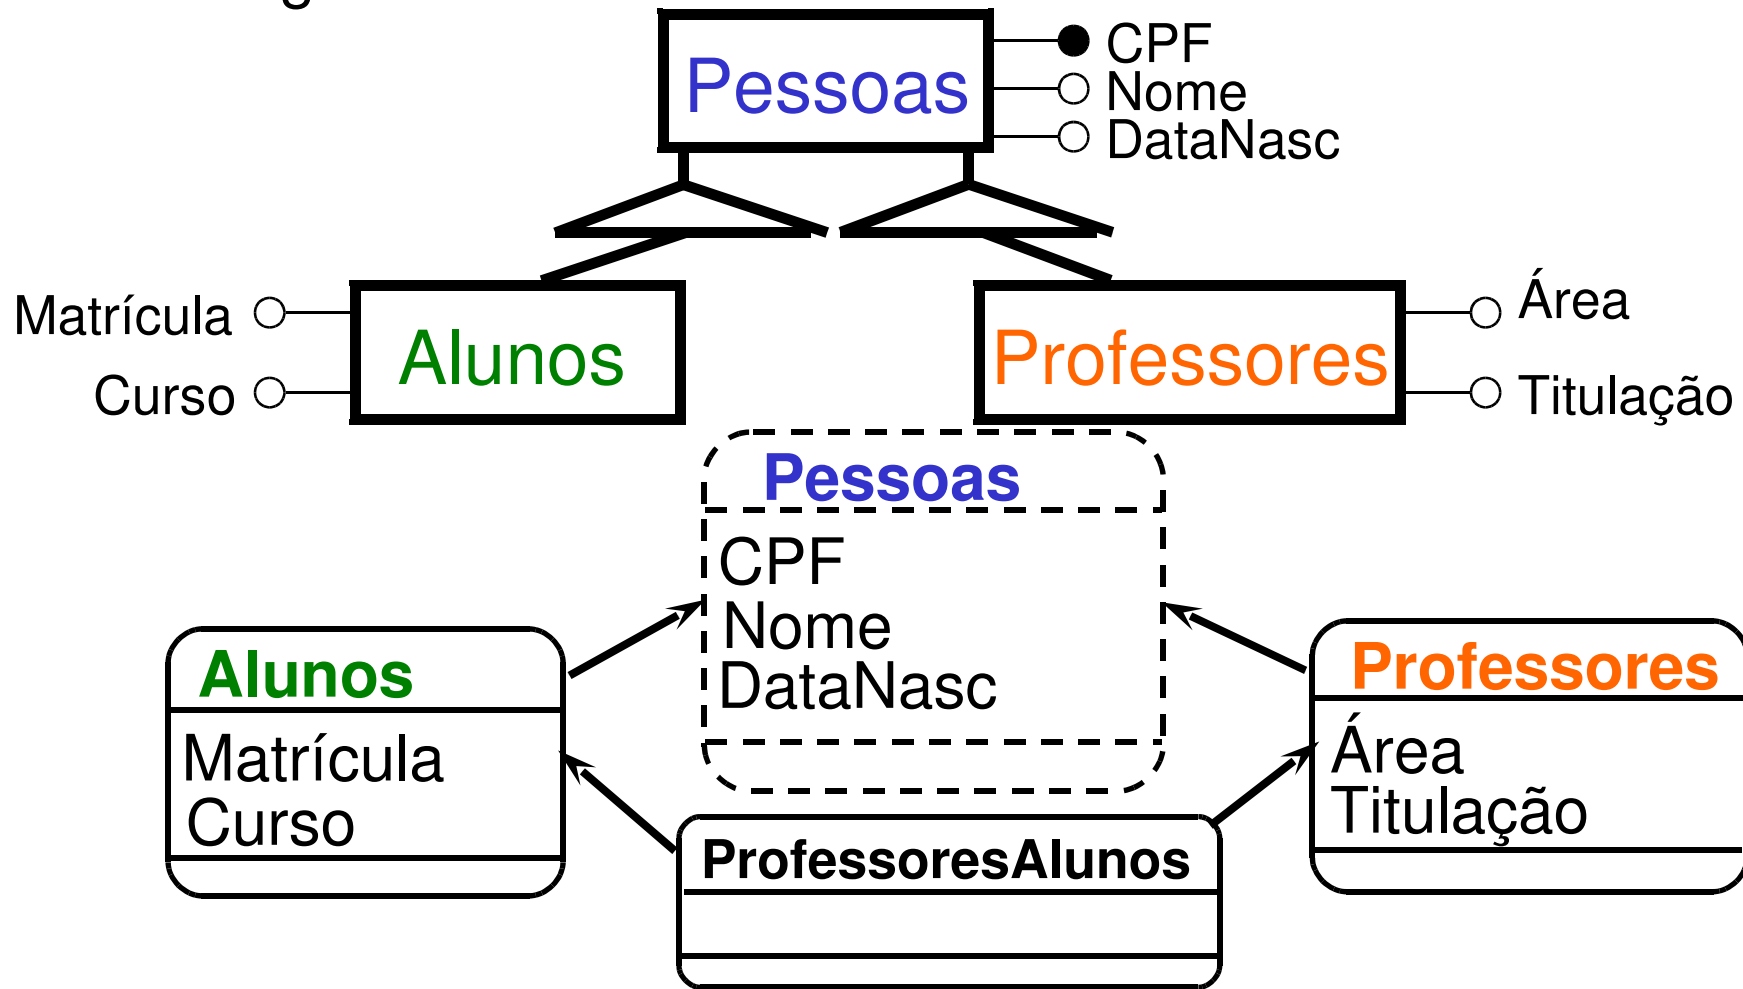 Pessoas
CPF
Nome
DataNasc
Matrícula
Curso
Alunos
Professores
Área
Titulação
Pessoas
CPF
Nome
DataNasc
Alunos
Matrícula
Curso
Professores
Área
Titulação
ProfessoresAlunos